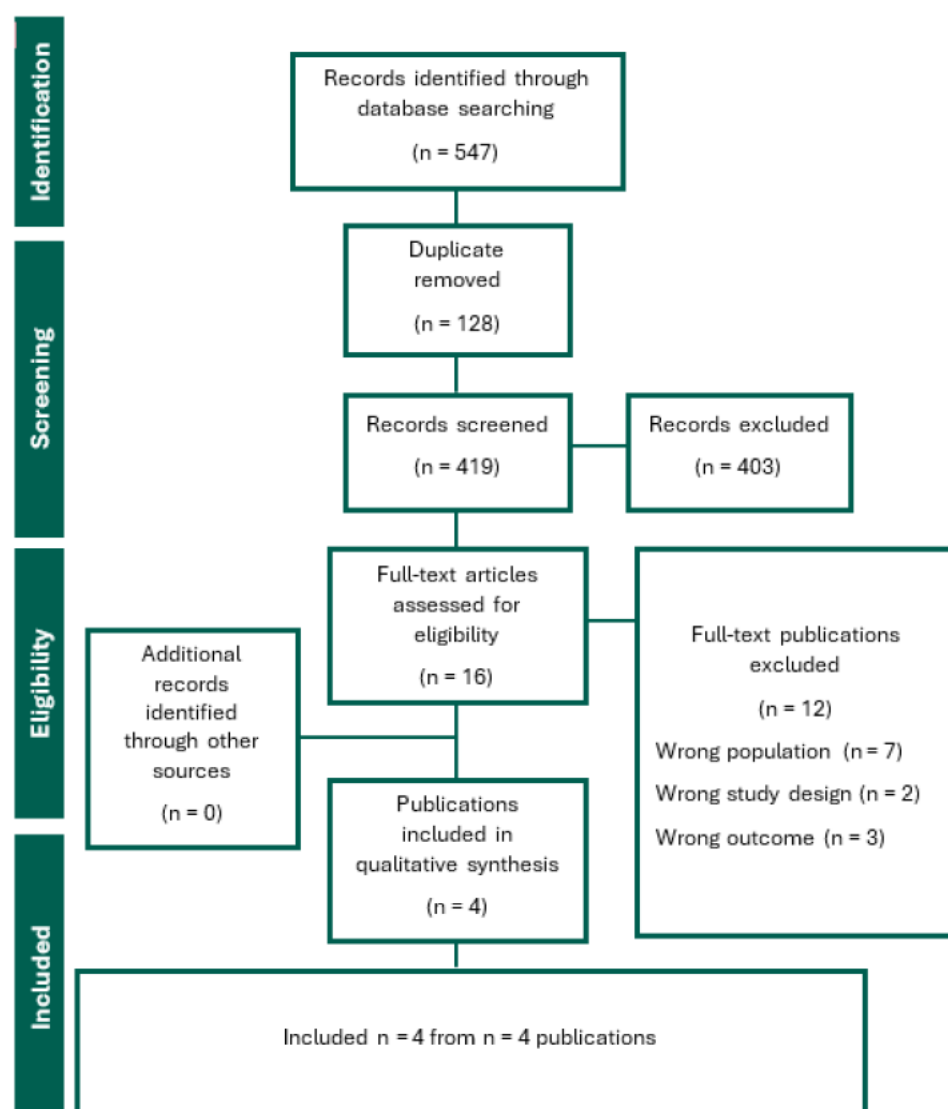 Identification
Records identified through
database searching
(n = 547)
Screening
Duplicate
removed
(n = 128)
Records screened
(n = 419)
Records excluded
(n = 403)
Eligibility
Full-text articles
assessed for
eligibility
(n = 16)
Full-text publications
excluded
(n = 12)
Wrong population (n = 7)
Wrong study design (n = 2)
Wrong outcome (n = 3)
Additional
records
identified
through other
sources
(n = 0)
Publications
included in
qualitative synthesis
(n = 4)
Included
Included n = 4 from n = 4 publications